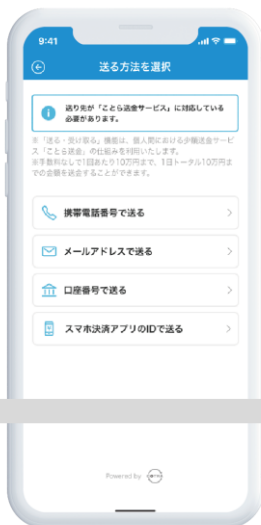 9:41
送る方法を選択
送り先が「ことら送金サービス」に対応している
必要があります。
※「送る・受け取る」機能は、個人間における少額送金サービ
ス「ことら送金」の仕組みを利用いたします。
※手数料なしで1回あたり10万円まで、1日トータル10万円ま
での金額を送金することができます。
携帯電話番号で送る
メールアドレスで送る
口座番号で送る
スマホ決済アプリのIDで送る
Powered by